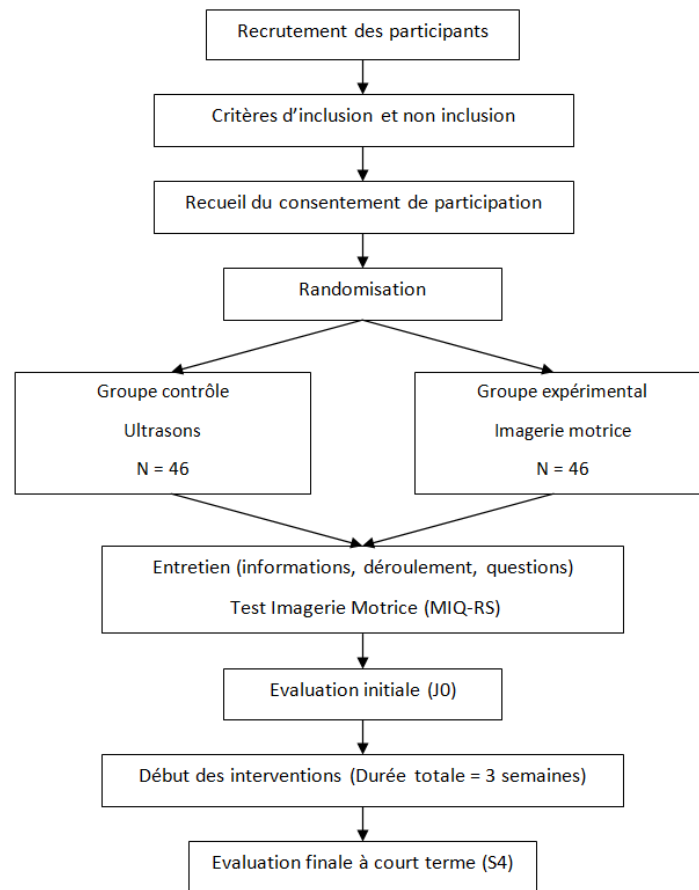 Recrutement des participants
Critères d’inclusion et non inclusion
Recueil du consentement de participation
Randomisation
Groupe contrôle
Ultrasons
N = 46
Groupe expérimental
Imagerie motrice
N = 46
Entretien (informations, déroulement, questions)
Test Imagerie Motrice (MIQ-RS)
Evaluation initiale (J0)
Début des interventions (Durée totale = 3 semaines)
Evaluation finale à court terme (S4)